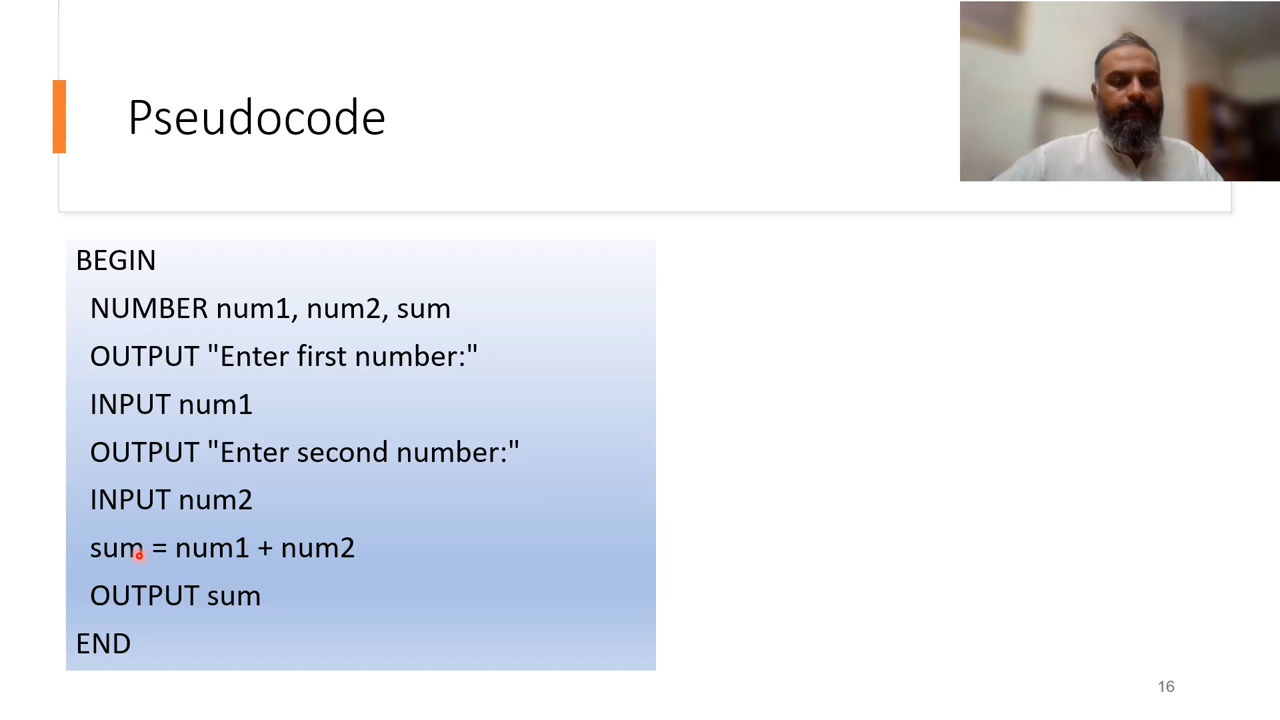 Pseudocode
BEGIN
NUMBER num1, num2, sum
OUTPUT "Enter first number:"
INPUT num1
OUTPUT "Enter second number:"
INPUT num2
sum = num1 + num2
OUTPUT sum
END
16